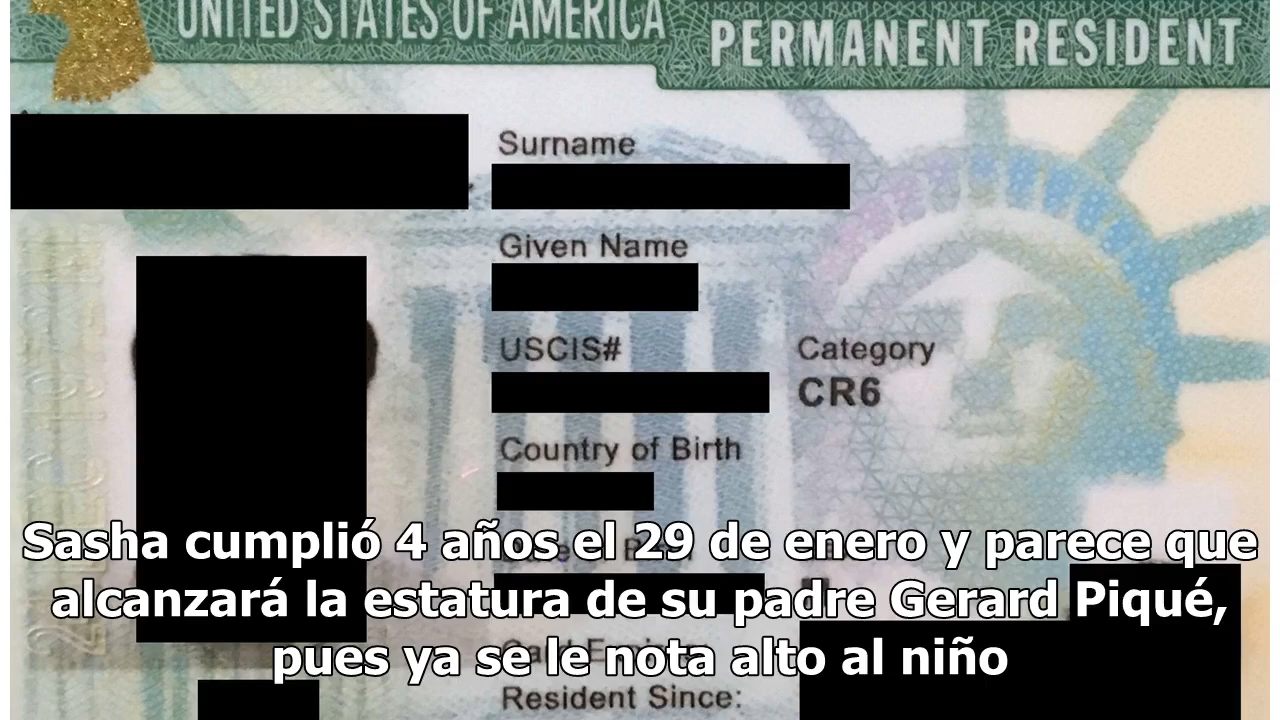 UNITED STATES OF AMERICA
PERMANENT RESIDENT
Surname
Given Name
USCIS#
Category
CR6
Country of Birth
Sasha cumplió 4 años el 29 de enero y parece que
alcanzará la estatura de su padre Gerard Piqué,
pues ya se le nota alto al niño
Resident Since: